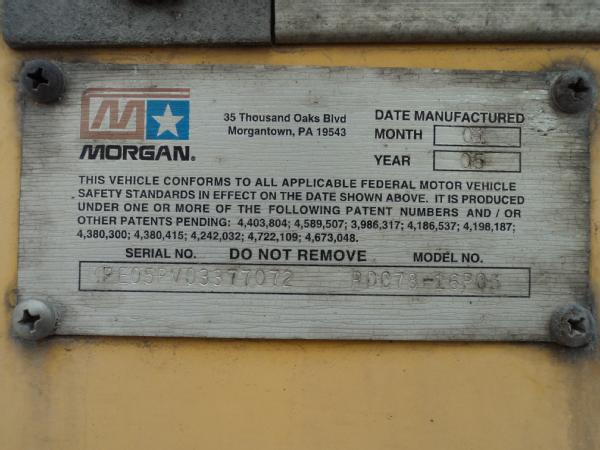 M
MORGAN.
35 Thousand Oaks Blvd
Morgantown, PA 19543
DATE MANUFACTURED
MONTH 01
YEAR 05
THIS VEHICLE CONFORMS TO ALL APPLICABLE FEDERAL MOTOR VEHICLE
SAFETY STANDARDS IN EFFECT ON THE DATE SHOWN ABOVE. IT IS PRODUCED
UNDER ONE OR MORE OF THE FOLLOWING PATENT NUMBERS AND / OR
OTHER PATENTS PENDING: 4,403,804; 4,589,507; 3,986,317; 4,186,537; 4,198,187;
4,380,300; 4,380,415; 4,242,032; 4,722,109; 4,673,048.
SERIAL NO. DO NOT REMOVE MODEL NO.